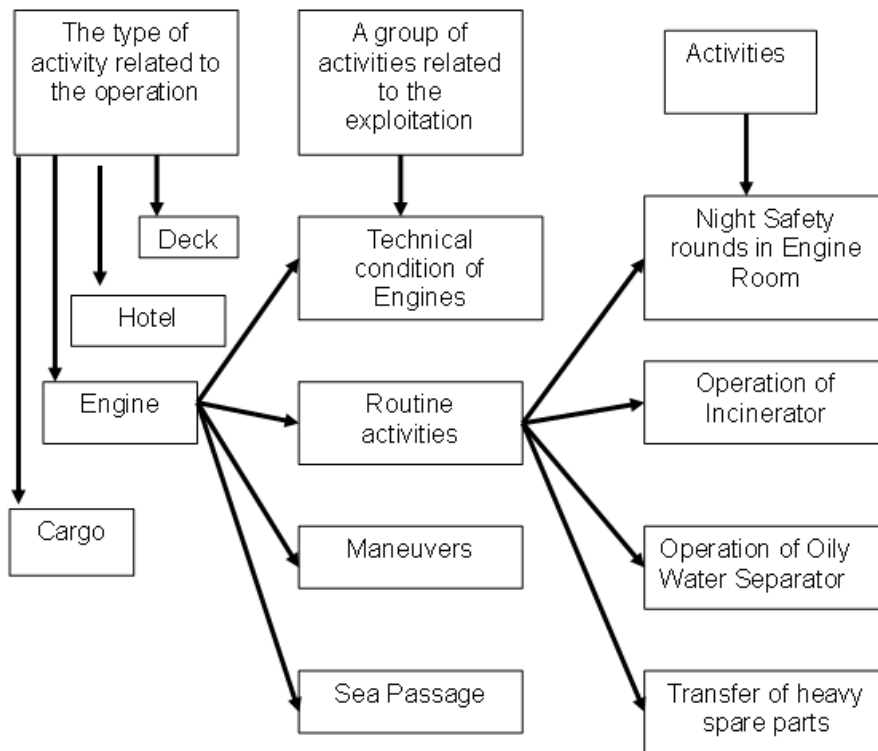 The type of
activity related to
the operation
A group of
activities related
to the
exploitation
Activities
Deck
Hotel
Engine
Cargo
Technical
condition of
Engines
Routine
activities
Maneuvers
Sea Passage
Night Safety
rounds in Engine
Room
Operation of
Incinerator
Operation of Oily
Water Separator
Transfer of heavy
spare parts